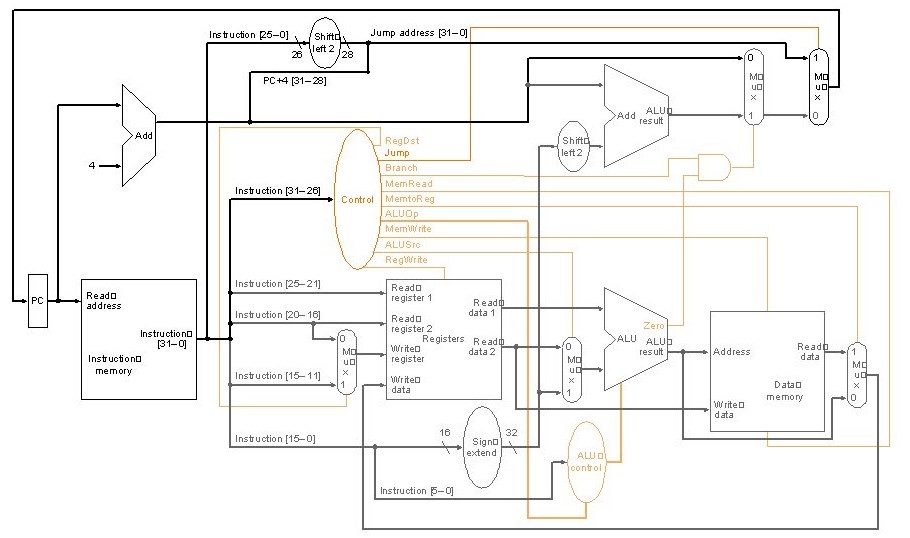 Instruction [25–0]
26
Shift
left 2
28
Jump address [31–0]
PC+4 [31–28]
Add
4
0
M
u
x
1
1
M
u
x
0
Add
ALU
result
Shift
left 2
RegDst
Jump
Branch
MemRead
MemtoReg
ALUOp
MemWrite
ALUSrc
RegWrite
Control
Instruction [31–26]
PC
Read
address
Instruction
[31–0]
Instruction
memory
Instruction [25–21]
Instruction [20–16]
Instruction [15–11]
0
M
u
x
1
Read
register 1
Read
register 2
Write
register
Write
data
Registers
Read
data 1
Read
data 2
0
M
u
x
1
Zero
ALU
ALU
result
Address
Write
data
Read
data
Data
memory
1
M
u
x
0
Instruction [15–0]
16
Sign
extend
32
ALU
control
Instruction [5–0]